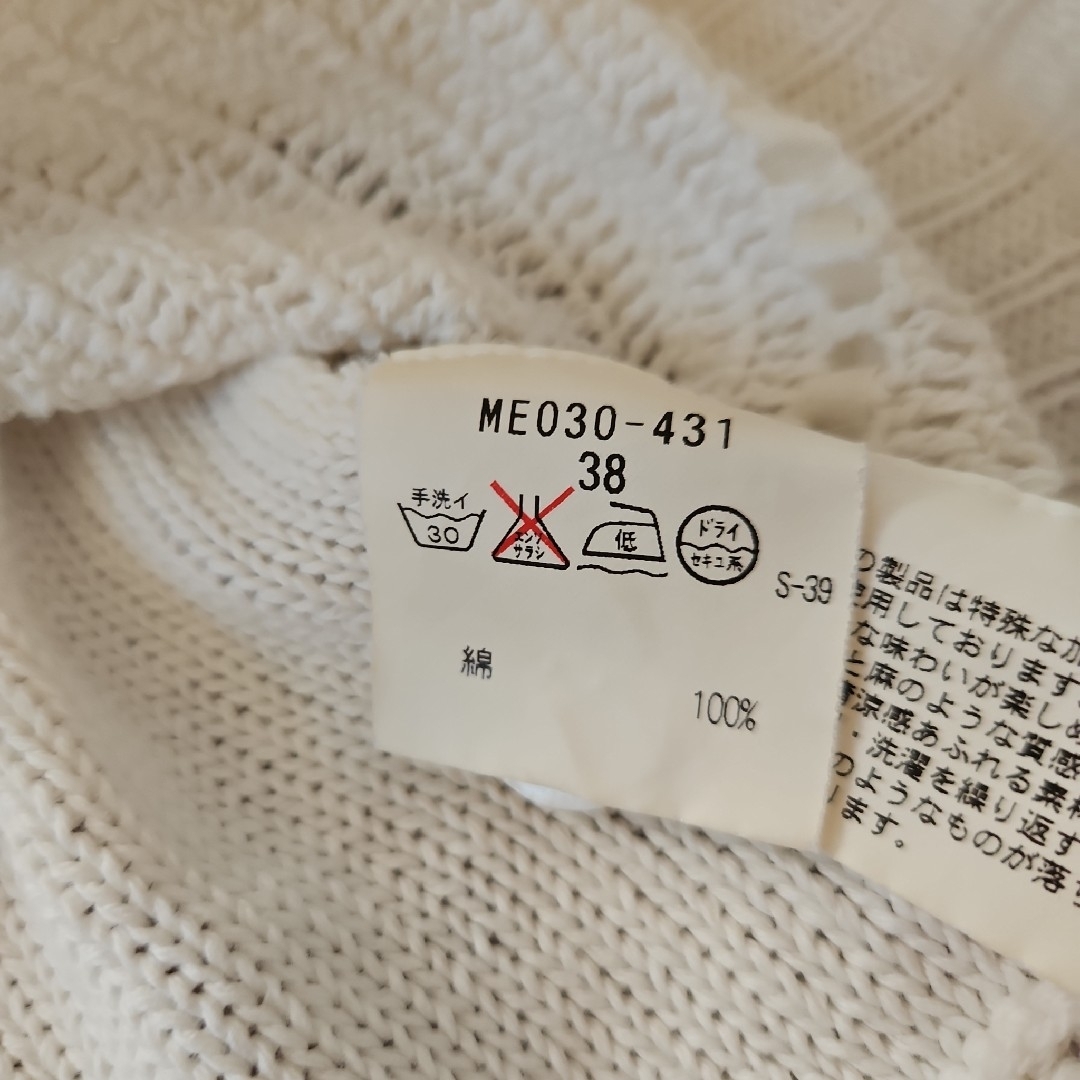 ME030-431
38
手洗イ
30
エンソ
サラシ
低
ドライ
セキユ系
S-39
綿
100%
の製品は特殊な加
用しております
な味わいが楽しめ
と麻のような質感
清涼感あふれる素材
・洗濯を繰り返す
のようなものが落
ます。